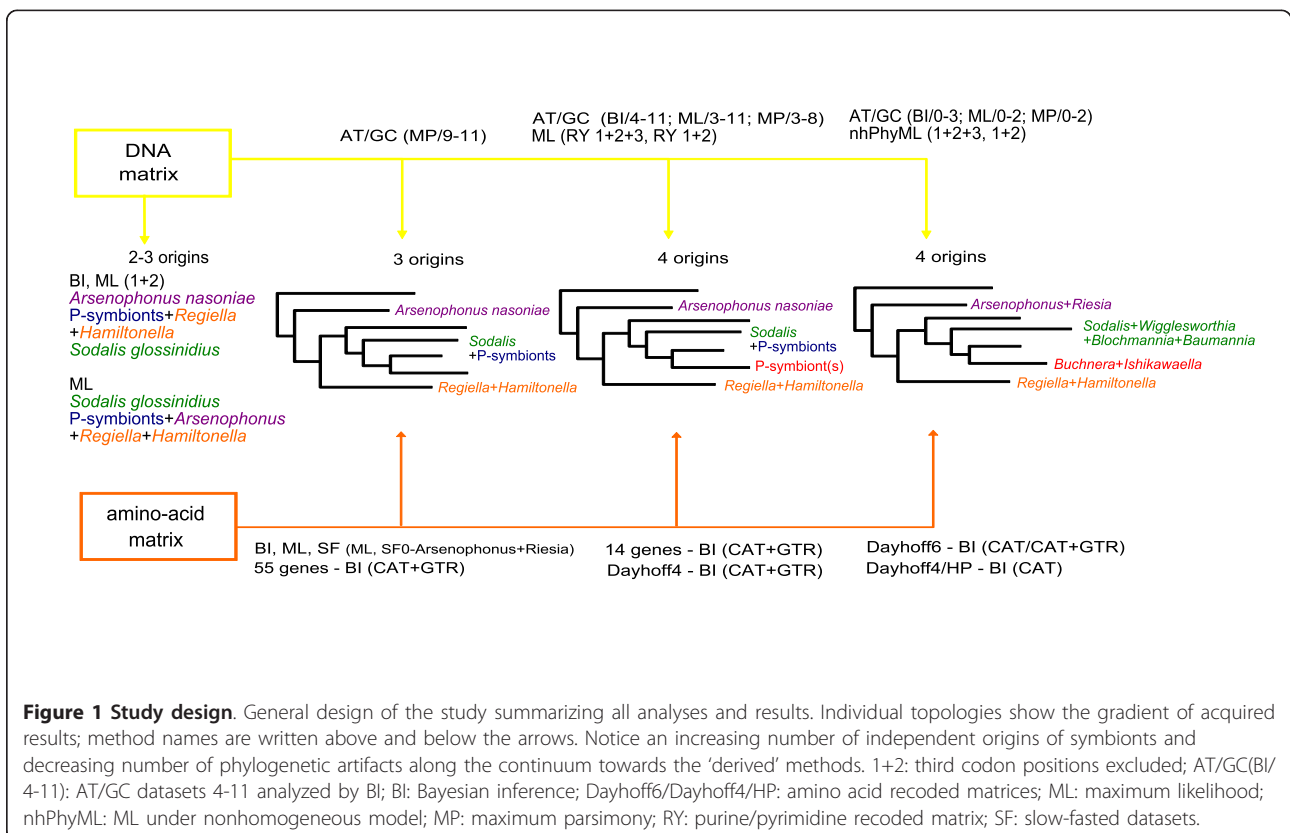 DNA
matrix
AT/GC (MP/9-11)
AT/GC (BI/4-11; ML/3-11; MP/3-8)
ML (RY 1+2+3, RY 1+2)
AT/GC (BI/0-3; ML/0-2; MP/0-2)
nhPhyML (1+2+3, 1+2)
2-3 origins
BI, ML (1+2)
Arsenophonus nasoniae
P-symbionts+Regiella
+Hamiltonella
Sodalis glossinidius
ML
Sodalis glossinidius
P-symbionts+Arsenophonus
+Regiella+Hamiltonella
3 origins
Arsenophonus nasoniae
Sodalis
+P-symbionts
Regiella+Hamiltonella
4 origins
Arsenophonus nasoniae
Sodalis
+P-symbionts
P-symbiont(s)
Regiella+Hamiltonella
4 origins
Arsenophonus+Riesia
Sodalis+Wigglesworthia
+Blochmannia+Baumannia
Buchnera+Ishikawaella
Regiella+Hamiltonella
amino-acid
matrix
BI, ML, SF (ML, SF0-Arsenophonus+Riesia)
55 genes - BI (CAT+GTR)
14 genes - BI (CAT+GTR)
Dayhoff4 - BI (CAT+GTR)
Dayhoff6 - BI (CAT/CAT+GTR)
Dayhoff4/HP - BI (CAT)
Figure 1 Study design. General design of the study summarizing all analyses and results. Individual topologies show the gradient of acquired
results; method names are written above and below the arrows. Notice an increasing number of independent origins of symbionts and
decreasing number of phylogenetic artifacts along the continuum towards the ‘derived’ methods. 1+2: third codon positions excluded; AT/GC(BI/
4-11): AT/GC datasets 4-11 analyzed by BI; BI: Bayesian inference; Dayhoff6/Dayhoff4/HP: amino acid recoded matrices; ML: maximum likelihood;
nhPhyML: ML under nonhomogeneous model; MP: maximum parsimony; RY: purine/pyrimidine recoded matrix; SF: slow-fasted datasets.